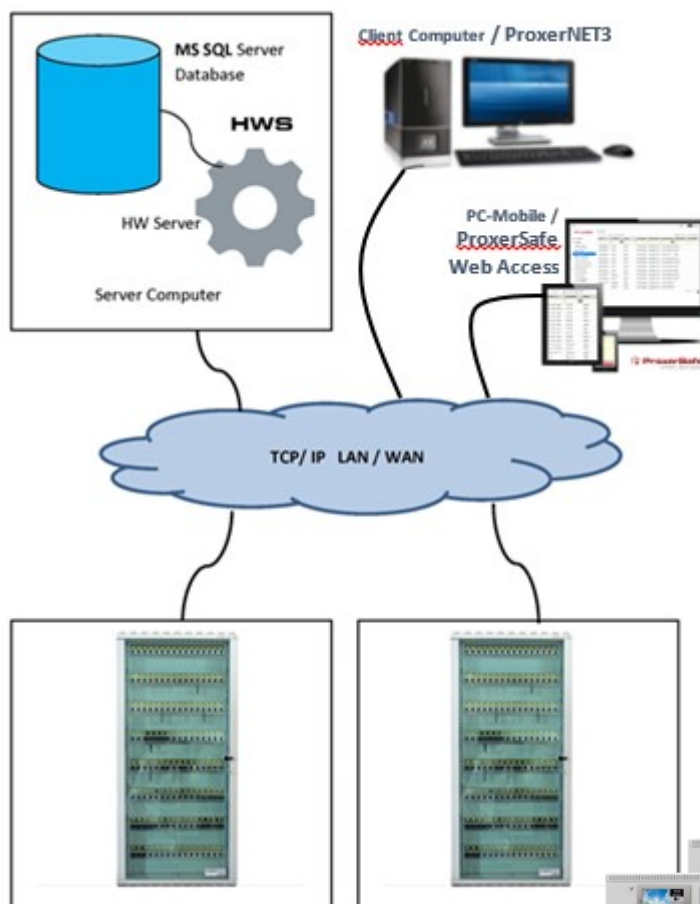 MS SQL Server
Database
HWS
HW Server
Server Computer
Client Computer / ProxerNET3
PC-Mobile /
ProxerSafe
Web Access
ProxerSafe
TCP/ IP LAN / WAN